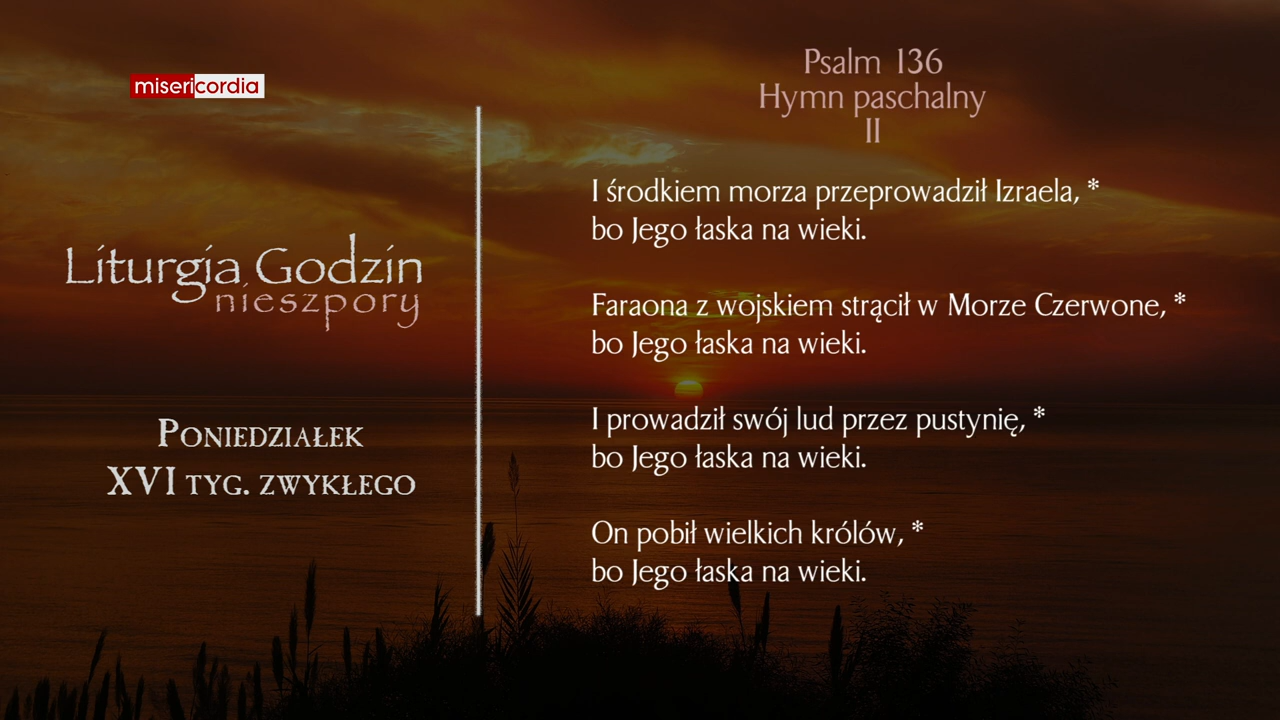 misericordia
Liturgia Godzin
nieszpory
Poniedziałek
XVI tyg. zwykłego
Psalm 136
Hymn paschalny
II
I środkiem morza przeprowadził Izraela, *
bo Jego łaska na wieki.
Faraona z wojskiem strącił w Morze Czerwone, *
bo Jego łaska na wieki.
I prowadził swój lud przez pustynię, *
bo Jego łaska na wieki.
On pobił wielkich królów, *
bo Jego łaska na wieki.